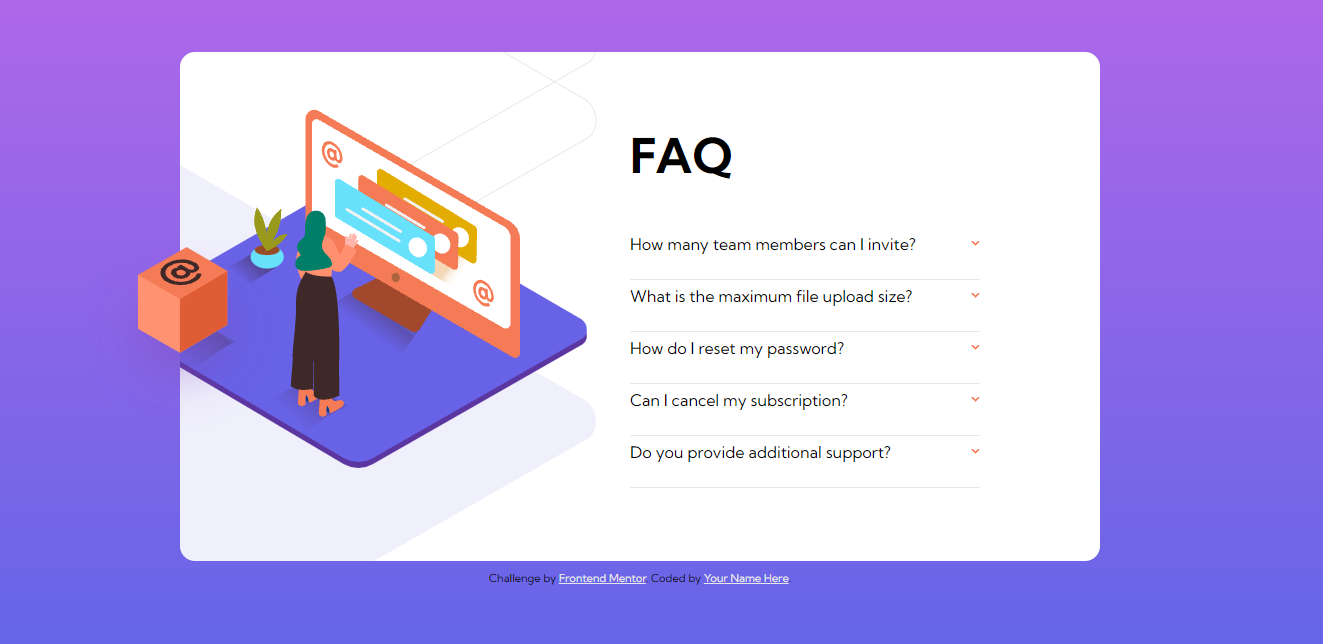 FAQ
How many team members can I invite?
What is the maximum file upload size?
How do I reset my password?
Can I cancel my subscription?
Do you provide additional support?
Challenge by Frontend Mentor. Coded by Your Name Here
@
@
@